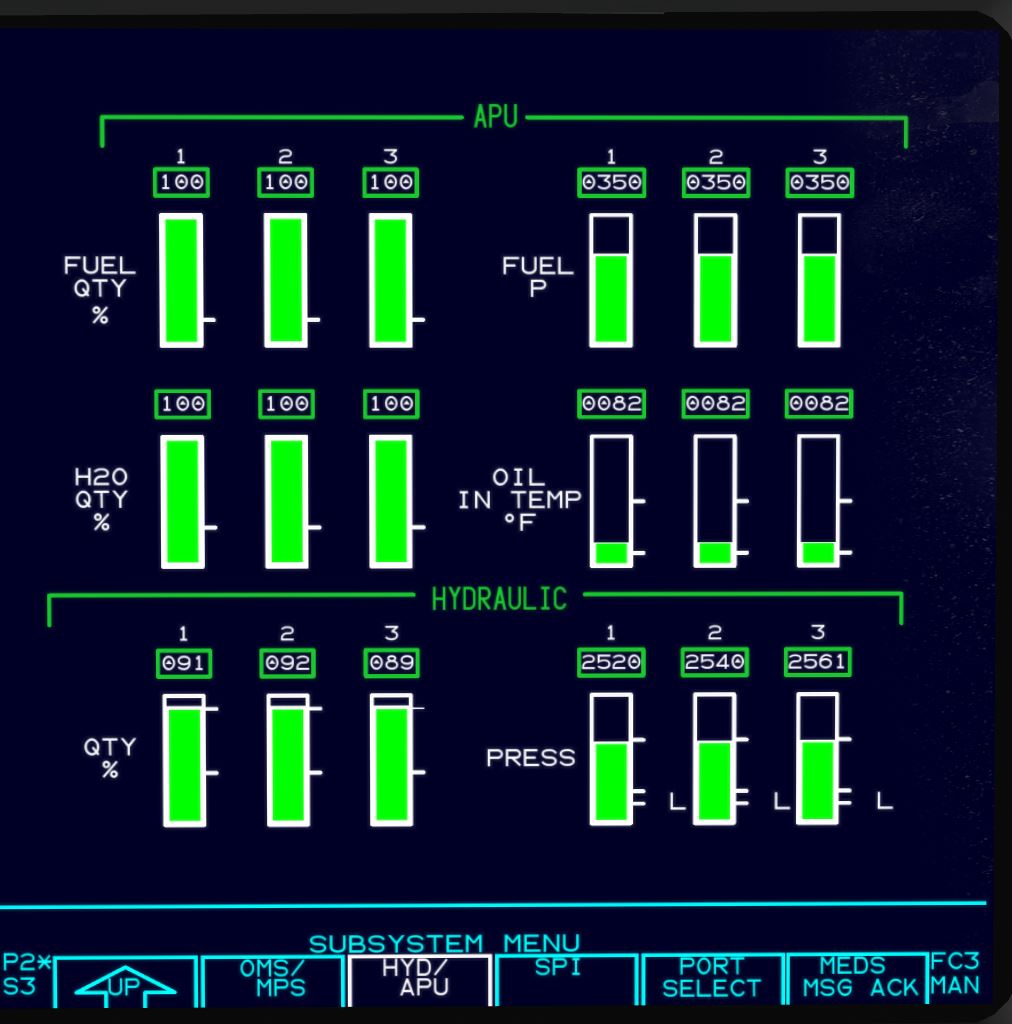 APU
1 2 3 1 2 3
100 100 100 0350 0350 0350
FUEL FUEL
QTY P
%
100 100 100 0082 0082 0082
H2O OIL
QTY IN TEMP
% °F
HYDRAULIC
1 2 3 1 2 3
091 092 089 2520 2540 2561
QTY PRESS
%
L L L
SUBSYSTEM MENU
P2* OMS/ HYD/ SPI PORT MEDS FC3
S3 UP MPS APU SELECT MSG ACK MAN